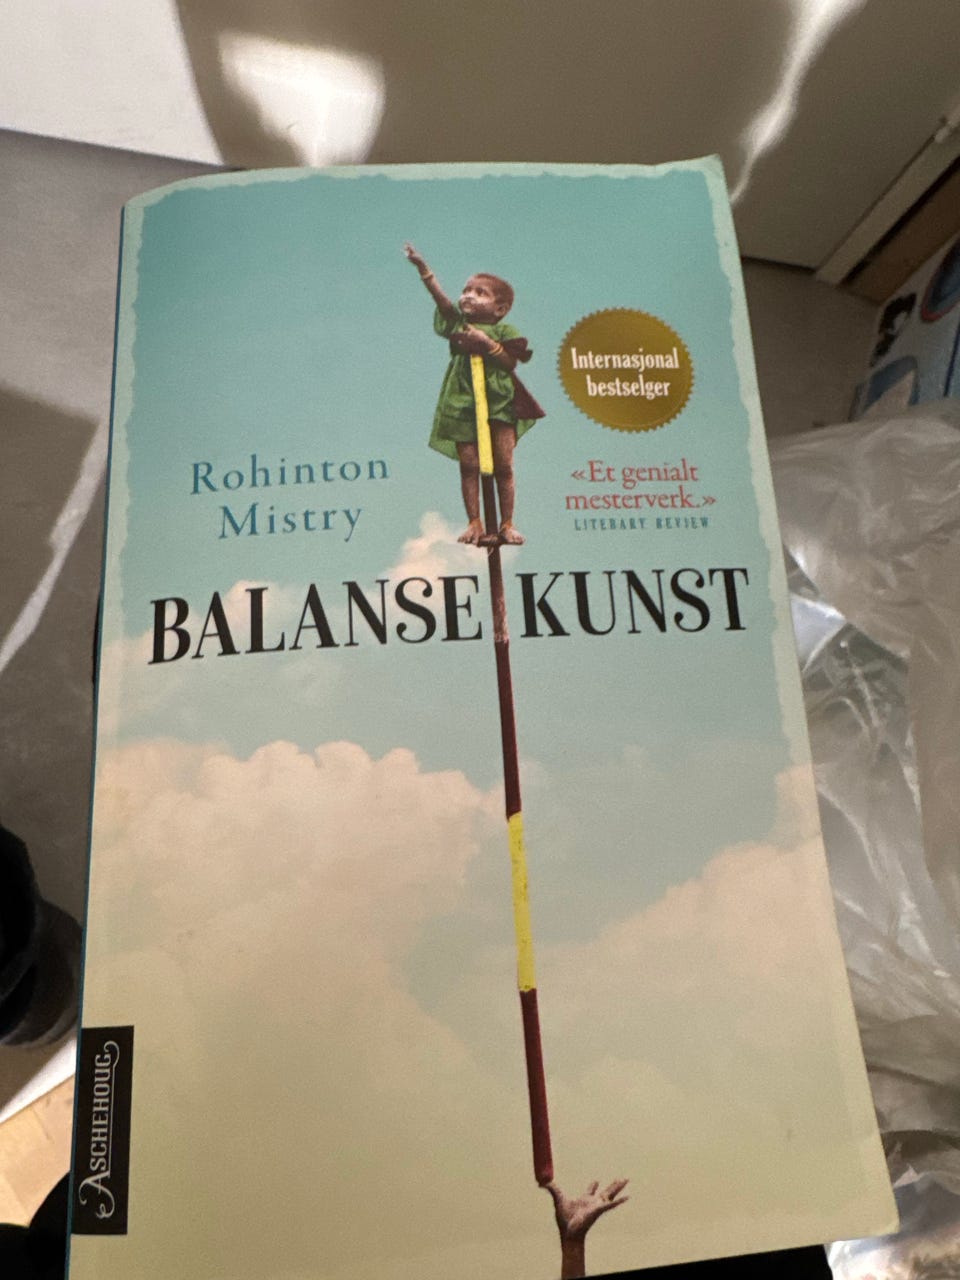 Internasjonal
bestselger
Rohinton
Mistry
«Et genialt
mesterverk.»
LITERARY REVIEW
BALANSE KUNST
ASCHEHOUG